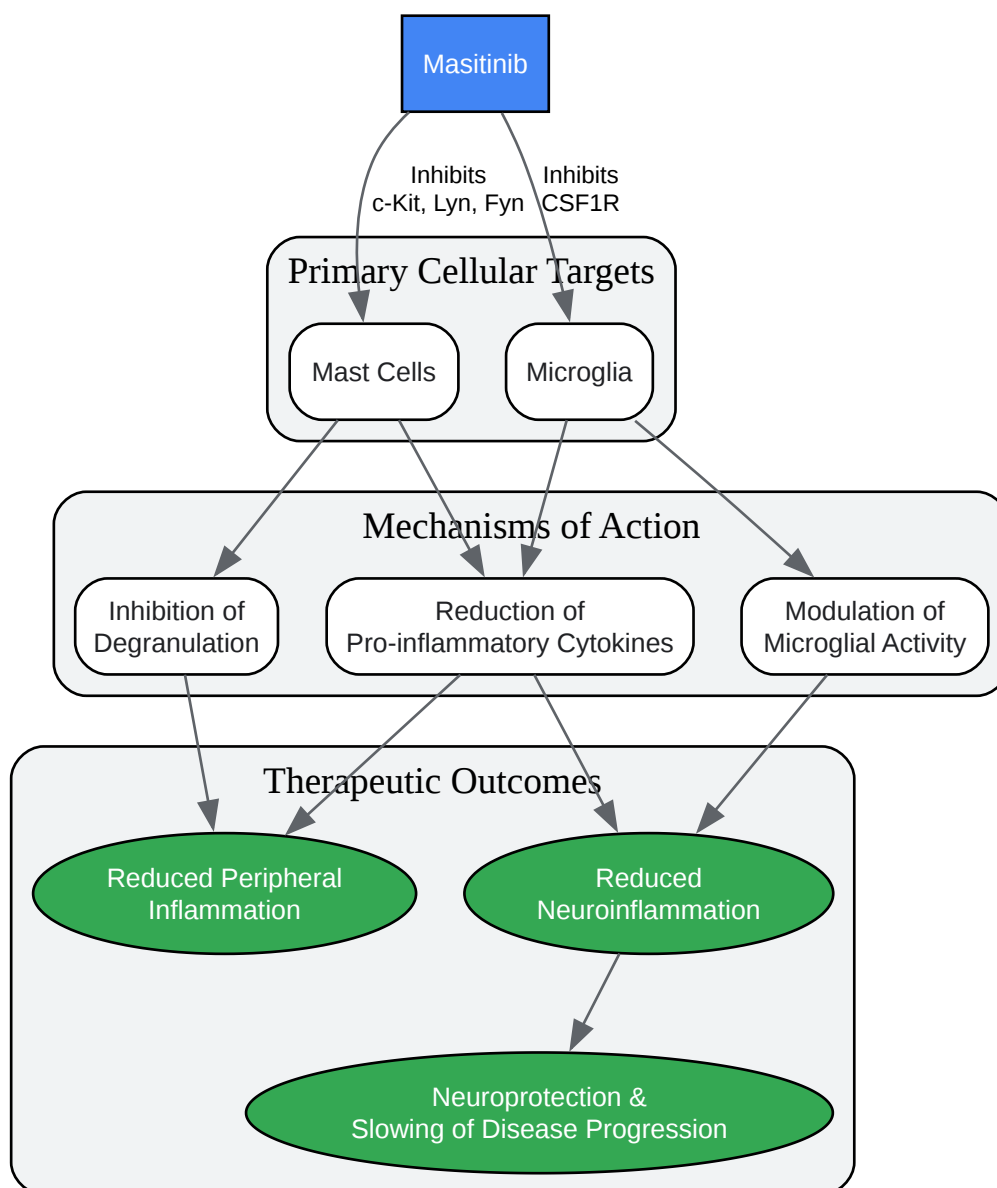 Masitinib
Inhibits
c-Kit, Lyn, Fyn
Inhibits
CSF1R
Primary Cellular Targets
Mast Cells
Microglia
Mechanisms of Action
Inhibition of
Degranulation
Reduction of
Pro-inflammatory Cytokines
Modulation of
Microglial Activity
Therapeutic Outcomes
Reduced Peripheral
Inflammation
Reduced
Neuroinflammation
Neuroprotection &
Slowing of Disease Progression